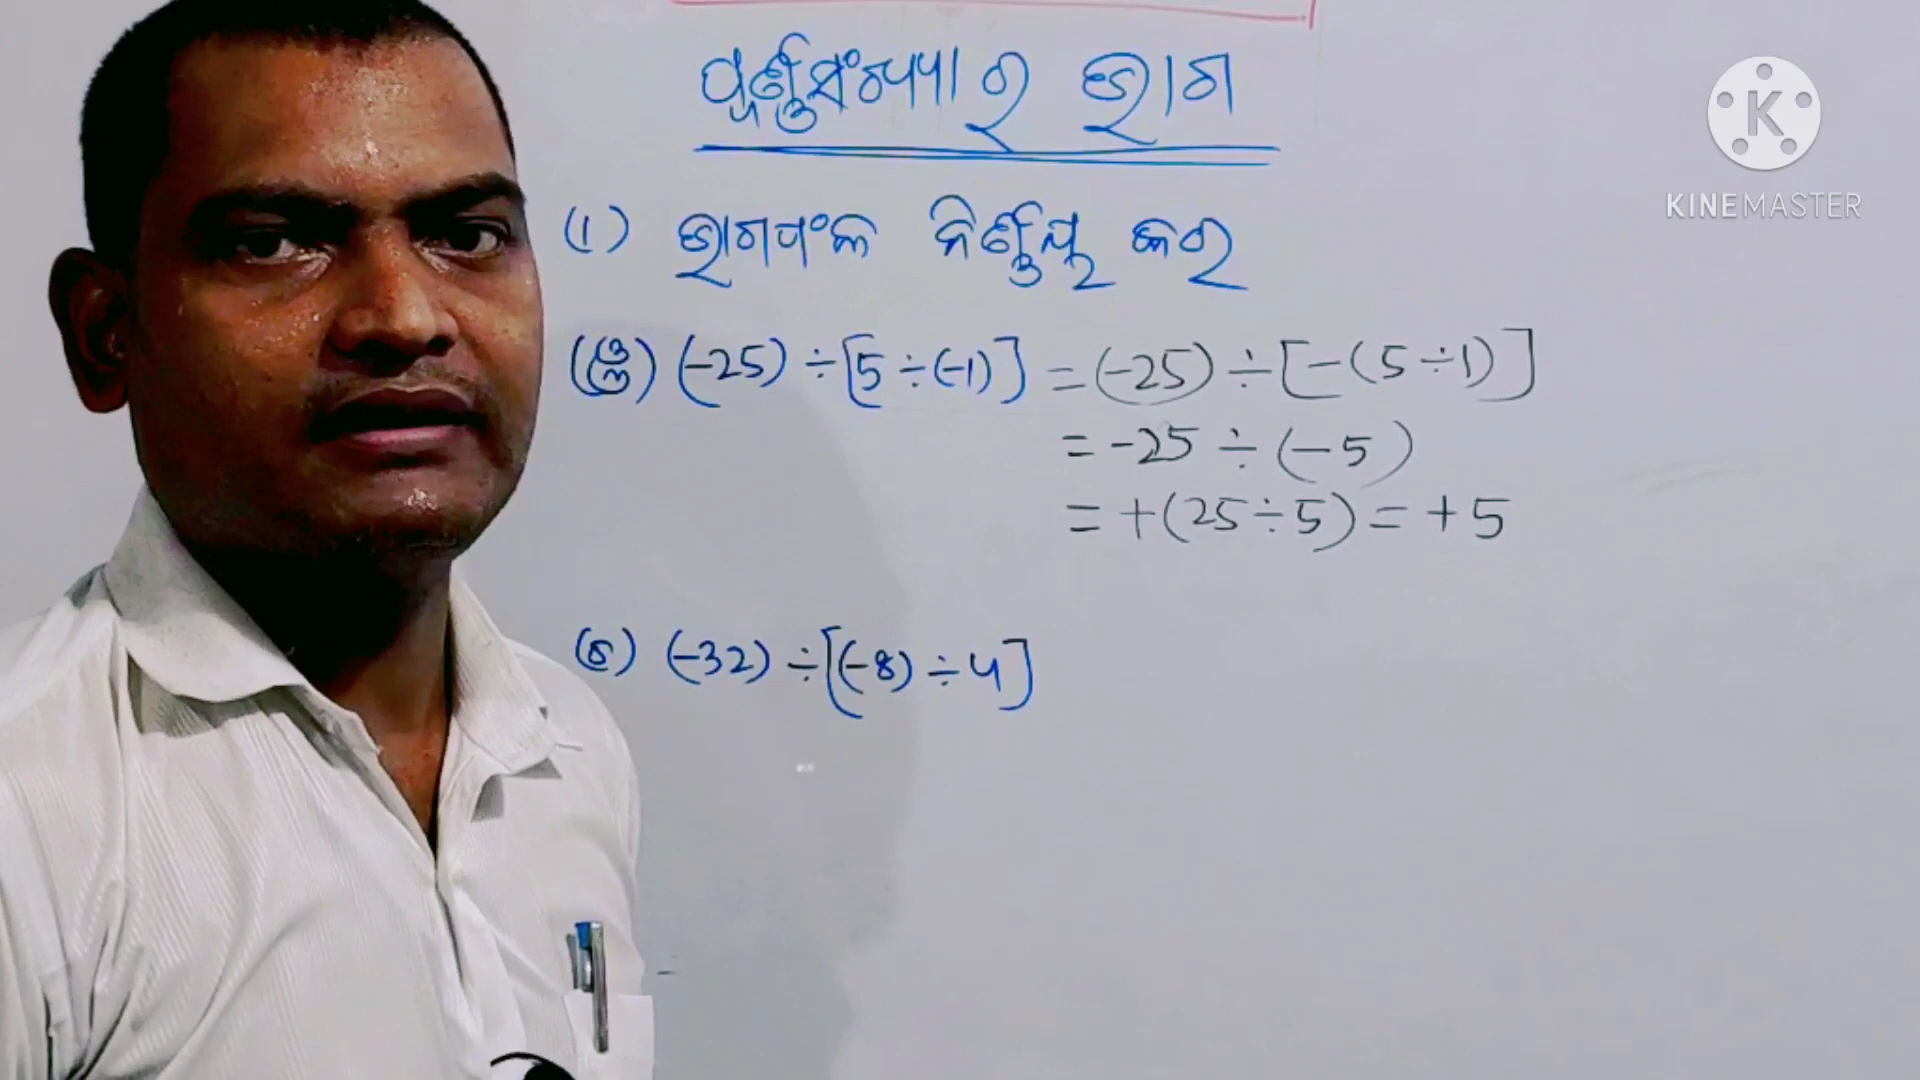 ପୂର୍ଣ୍ଣସଂଖ୍ୟାର ଭାଗ
(1) ଭାଗଫଳ ନିର୍ଣ୍ଣୟ କର
(-25) ÷ [5 ÷ (-1)] = (-25) ÷ [-(5 ÷ 1)]
= -25 ÷ (-5)
= +(25 ÷ 5) = +5
(ଚ) (-32) ÷ [(-8) ÷ 4]
K
KINEMASTER